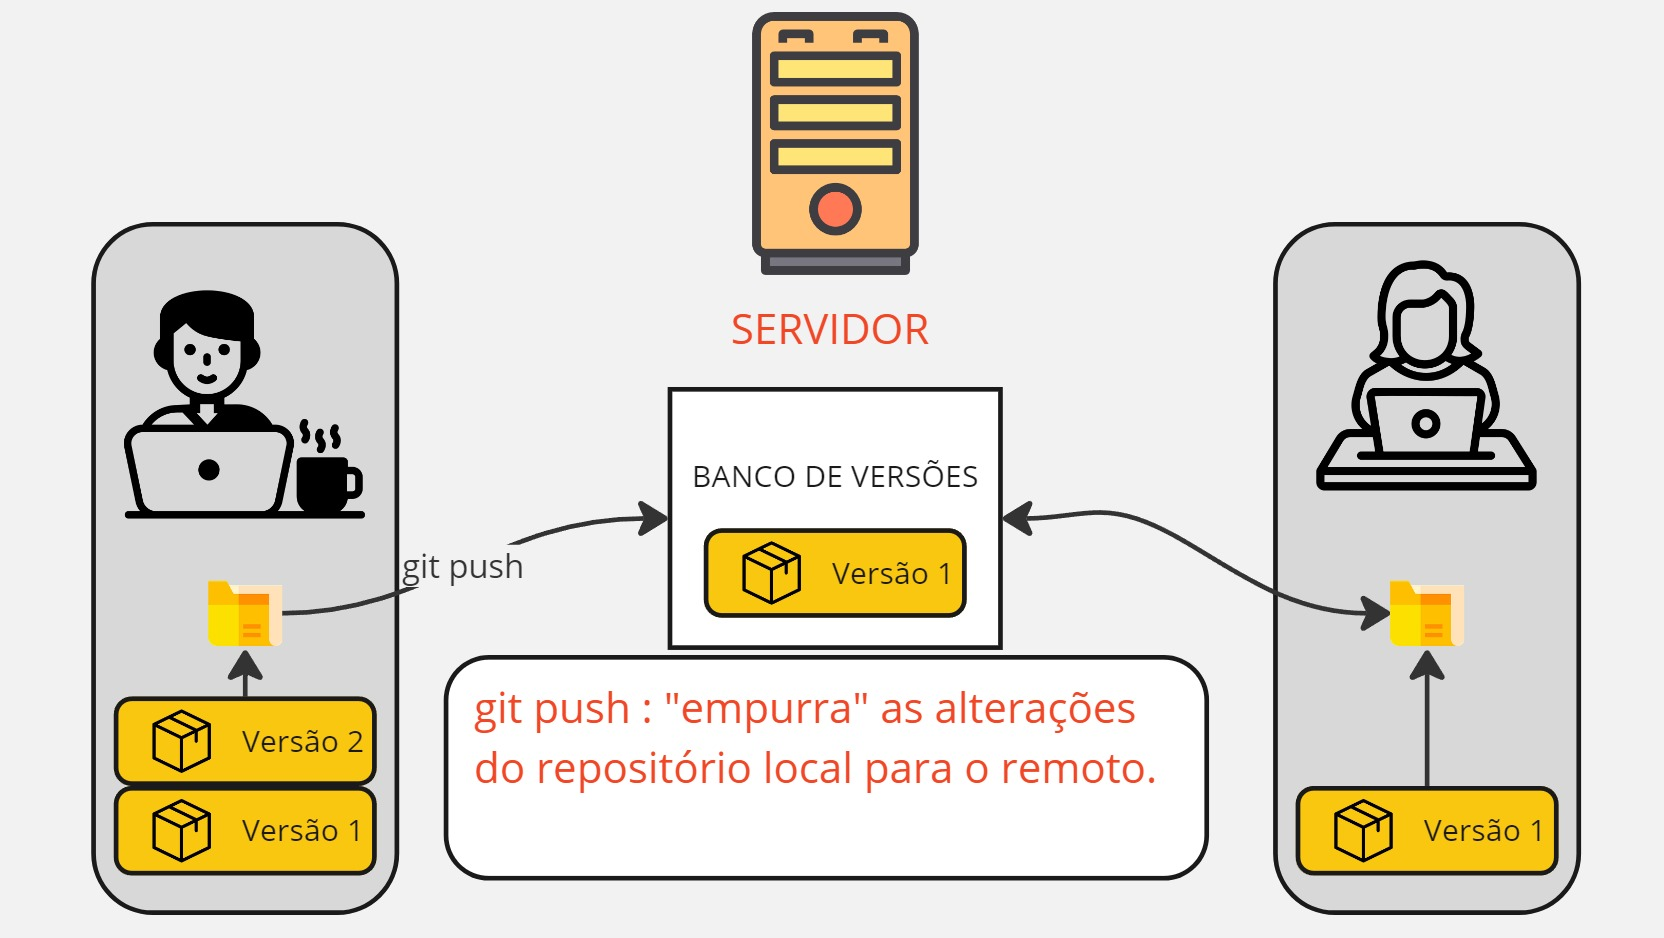 SERVIDOR
BANCO DE VERSÕES
git push
Versão 1
git push : "empurra" as alterações
do repositório local para o remoto.
Versão 2
Versão 1
Versão 1